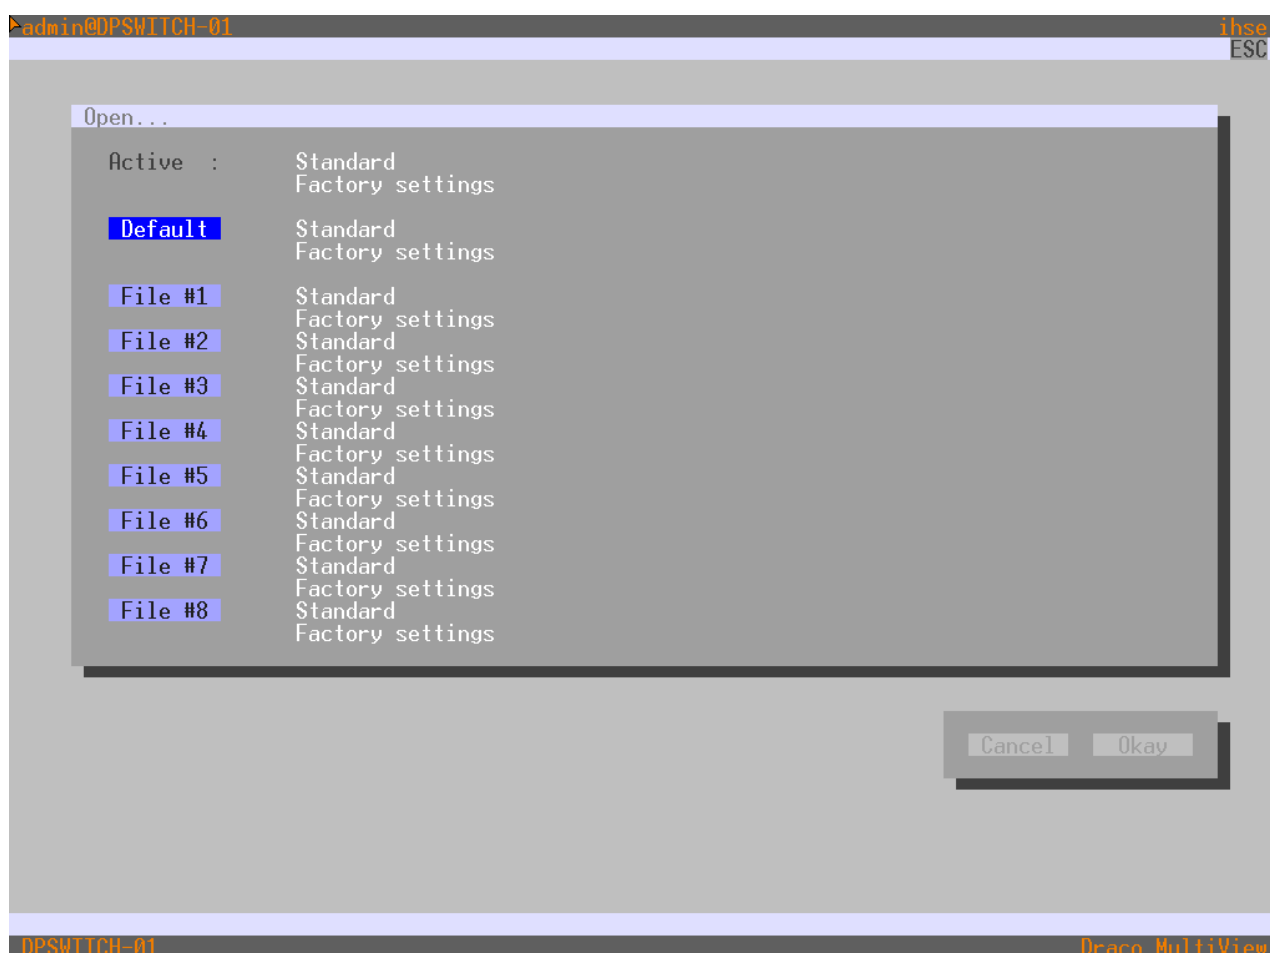 admin@DPSWITCH-01 ihse
ESC
Open...
Active : Standard
Factory settings
Default Standard
Factory settings
File #1 Standard
Factory settings
File #2 Standard
Factory settings
File #3 Standard
Factory settings
File #4 Standard
Factory settings
File #5 Standard
Factory settings
File #6 Standard
Factory settings
File #7 Standard
Factory settings
File #8 Standard
Factory settings
Cancel Okay
DPSWITCH-01 Draco MultiView